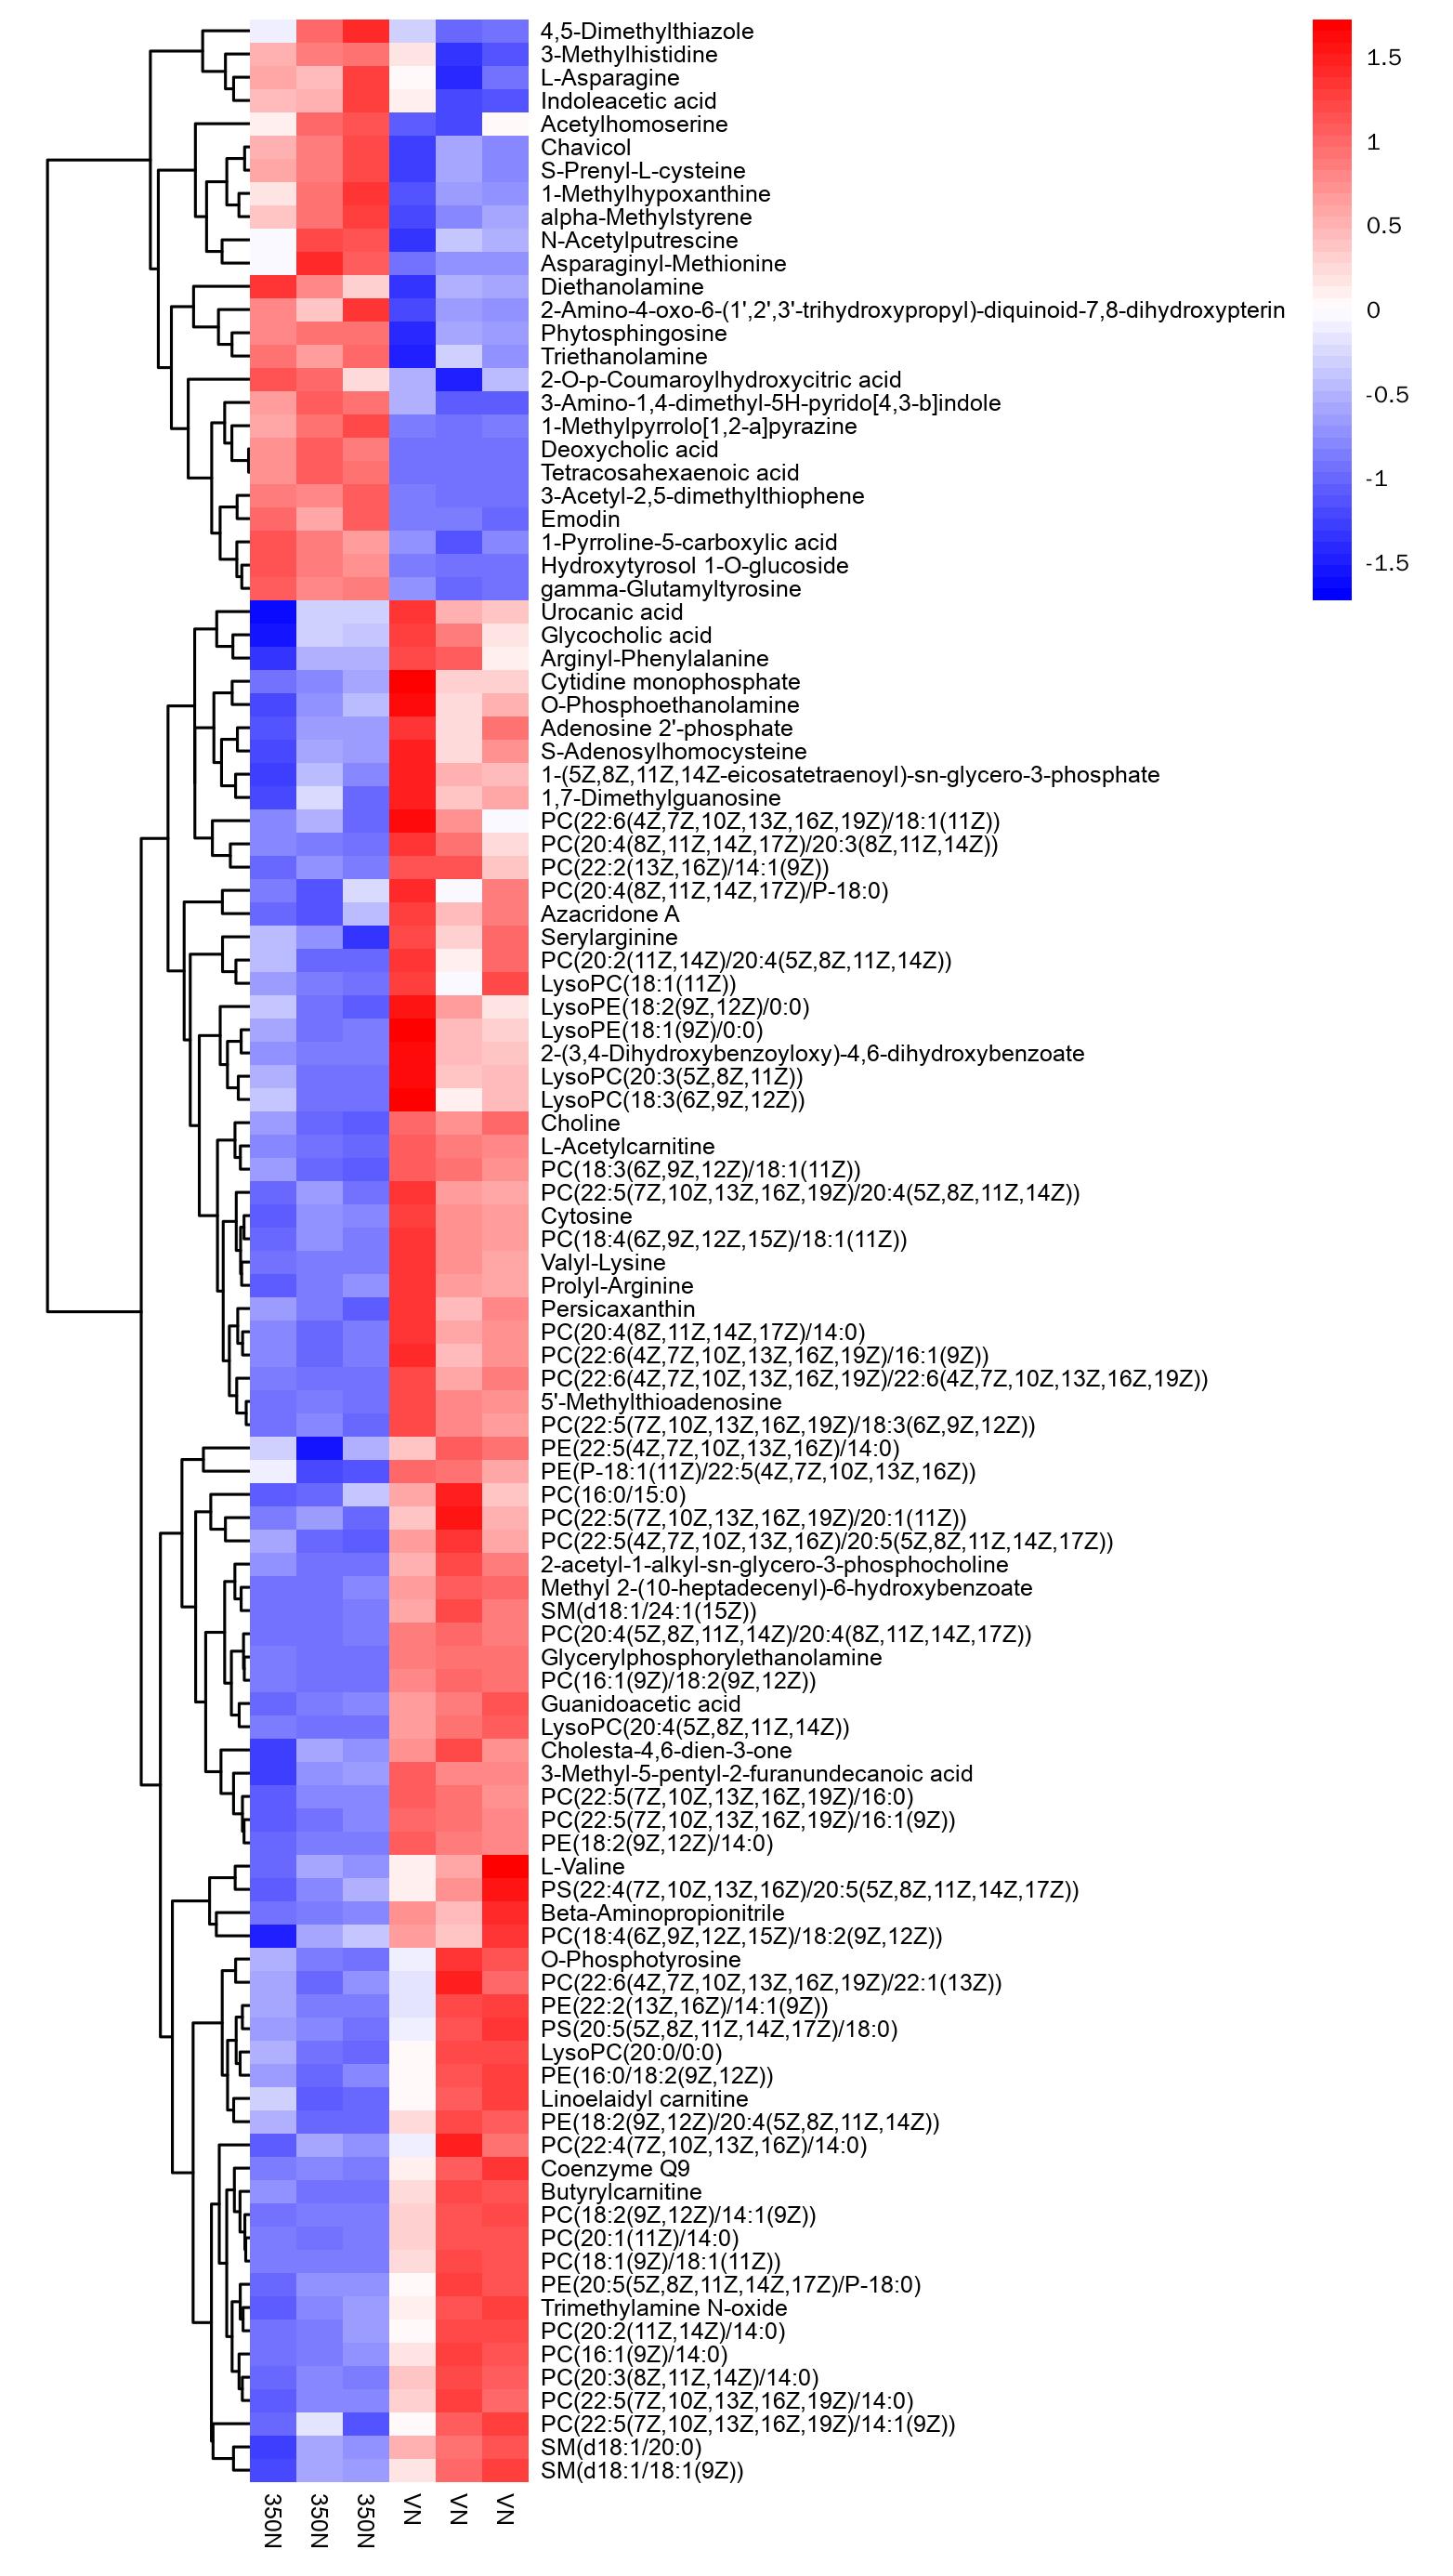 4,5-Dimethylthiazole
3-Methylhistidine
L-Asparagine
Indoleacetic acid
Acetylhomoserine
Chavicol
S-Prenyl-L-cysteine
1-Methylhypoxanthine
alpha-Methylstyrene
N-Acetylputrescine
Asparaginyl-Methionine
Diethanolamine
2-Amino-4-oxo-6-(1',2',3'-trihydroxypropyl)-diquinoid-7,8-dihydroxypterin
Phytosphingosine
Triethanolamine
2-O-p-Coumaroylhydroxycitric acid
3-Amino-1,4-dimethyl-5H-pyrido[4,3-b]indole
1-Methylpyrrolo[1,2-a]pyrazine
Deoxycholic acid
Tetracosahexaenoic acid
3-Acetyl-2,5-dimethylthiophene
Emodin
1-Pyrroline-5-carboxylic acid
Hydroxytyrosol 1-O-glucoside
gamma-Glutamyltyrosine
Urocanic acid
Glycocholic acid
Arginyl-Phenylalanine
Cytidine monophosphate
O-Phosphoethanolamine
Adenosine 2'-phosphate
S-Adenosylhomocysteine
1-(5Z,8Z,11Z,14Z-eicosatetraenoyl)-sn-glycero-3-phosphate
1,7-Dimethylguanosine
PC(22:6(4Z,7Z,10Z,13Z,16Z,19Z)/18:1(11Z))
PC(20:4(8Z,11Z,14Z,17Z)/20:3(8Z,11Z,14Z))
PC(22:2(13Z,16Z)/14:1(9Z))
PC(20:4(8Z,11Z,14Z,17Z)/P-18:0)
Azacridone A
Serylarginine
PC(20:2(11Z,14Z)/20:4(5Z,8Z,11Z,14Z))
LysoPC(18:1(11Z))
LysoPE(18:2(9Z,12Z)/0:0)
LysoPE(18:1(9Z)/0:0)
2-(3,4-Dihydroxybenzoyloxy)-4,6-dihydroxybenzoate
LysoPC(20:3(5Z,8Z,11Z))
LysoPC(18:3(6Z,9Z,12Z))
Choline
L-Acetylcarnitine
PC(18:3(6Z,9Z,12Z)/18:1(11Z))
PC(22:5(7Z,10Z,13Z,16Z,19Z)/20:4(5Z,8Z,11Z,14Z))
Cytosine
PC(18:4(6Z,9Z,12Z,15Z)/18:1(11Z))
Valyl-Lysine
Prolyl-Arginine
Persicaxanthin
PC(20:4(8Z,11Z,14Z,17Z)/14:0)
PC(22:6(4Z,7Z,10Z,13Z,16Z,19Z)/16:1(9Z))
PC(22:6(4Z,7Z,10Z,13Z,16Z,19Z)/22:6(4Z,7Z,10Z,13Z,16Z,19Z))
5'-Methylthioadenosine
PC(22:5(7Z,10Z,13Z,16Z,19Z)/18:3(6Z,9Z,12Z))
PE(22:5(4Z,7Z,10Z,13Z,16Z)/14:0)
PE(P-18:1(11Z)/22:5(4Z,7Z,10Z,13Z,16Z))
PC(16:0/15:0)
PC(22:5(7Z,10Z,13Z,16Z,19Z)/20:1(11Z))
PC(22:5(4Z,7Z,10Z,13Z,16Z)/20:5(5Z,8Z,11Z,14Z,17Z))
2-acetyl-1-alkyl-sn-glycero-3-phosphocholine
Methyl 2-(10-heptadecenyl)-6-hydroxybenzoate
SM(d18:1/24:1(15Z))
PC(20:4(5Z,8Z,11Z,14Z)/20:4(8Z,11Z,14Z,17Z))
Glycerylphosphorylethanolamine
PC(16:1(9Z)/18:2(9Z,12Z))
Guanidoacetic acid
LysoPC(20:4(5Z,8Z,11Z,14Z))
Cholesta-4,6-dien-3-one
3-Methyl-5-pentyl-2-furanundecanoic acid
PC(22:5(7Z,10Z,13Z,16Z,19Z)/16:0)
PC(22:5(7Z,10Z,13Z,16Z,19Z)/16:1(9Z))
PE(18:2(9Z,12Z)/14:0)
L-Valine
PS(22:4(7Z,10Z,13Z,16Z)/20:5(5Z,8Z,11Z,14Z,17Z))
Beta-Aminopropionitrile
PC(18:4(6Z,9Z,12Z,15Z)/18:2(9Z,12Z))
O-Phosphotyrosine
PC(22:6(4Z,7Z,10Z,13Z,16Z,19Z)/22:1(13Z))
PE(22:2(13Z,16Z)/14:1(9Z))
PS(20:5(5Z,8Z,11Z,14Z,17Z)/18:0)
LysoPC(20:0/0:0)
PE(16:0/18:2(9Z,12Z))
Linoelaidyl carnitine
PE(18:2(9Z,12Z)/20:4(5Z,8Z,11Z,14Z))
PC(22:4(7Z,10Z,13Z,16Z)/14:0)
Coenzyme Q9
Butyrylcarnitine
PC(18:2(9Z,12Z)/14:1(9Z))
PC(20:1(11Z)/14:0)
PC(18:1(9Z)/18:1(11Z))
PE(20:5(5Z,8Z,11Z,14Z,17Z)/P-18:0)
Trimethylamine N-oxide
PC(20:2(11Z,14Z)/14:0)
PC(16:1(9Z)/14:0)
PC(20:3(8Z,11Z,14Z)/14:0)
PC(22:5(7Z,10Z,13Z,16Z,19Z)/14:0)
PC(22:5(7Z,10Z,13Z,16Z,19Z)/14:1(9Z))
SM(d18:1/20:0)
SM(d18:1/18:1(9Z))
350N
350N
350N
VN
VN
VN
1.5
1
0.5
0
-0.5
-1
-1.5